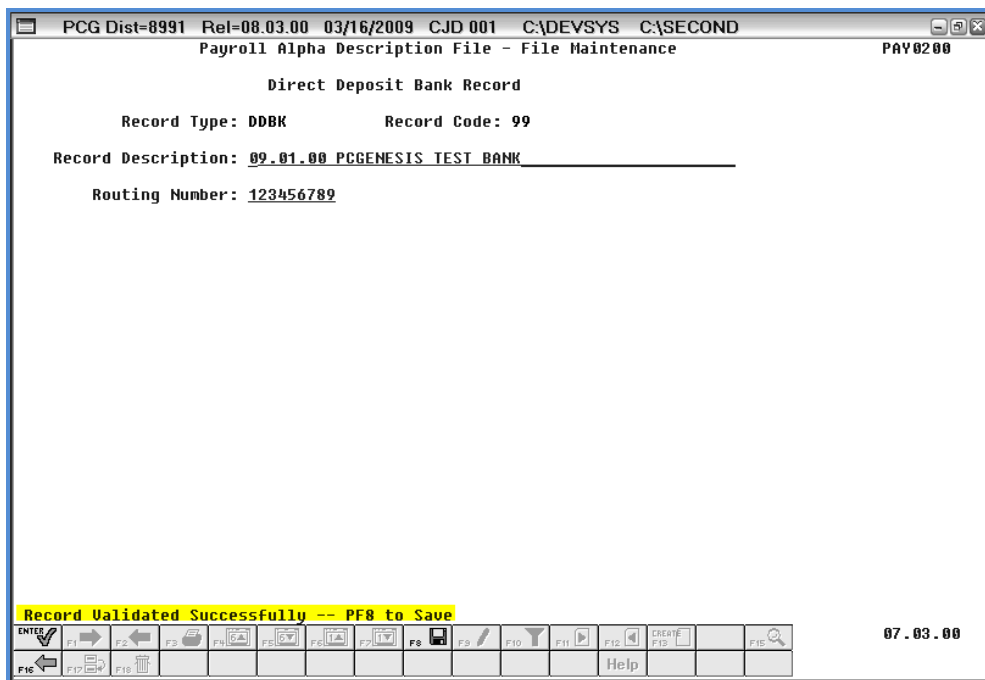 PCG Dist=8991 Rel=08.03.00 03/16/2009 CJD 001 C:\DEVSYS C:\SECOND
Payroll Alpha Description File - File Maintenance PAY0200
Direct Deposit Bank Record
Record Type: DDBK Record Code: 99
Record Description: 09.01.00 PCGENESIS TEST BANK
Routing Number: 123456789
Record Validated Successfully -- PF8 to Save
ENTER F1 F2 F3 F4 F5 F6 F7 F8 F9 F10 F11 F12 CREATE F13 F15 07.03.00
F16 F17 F18 Help